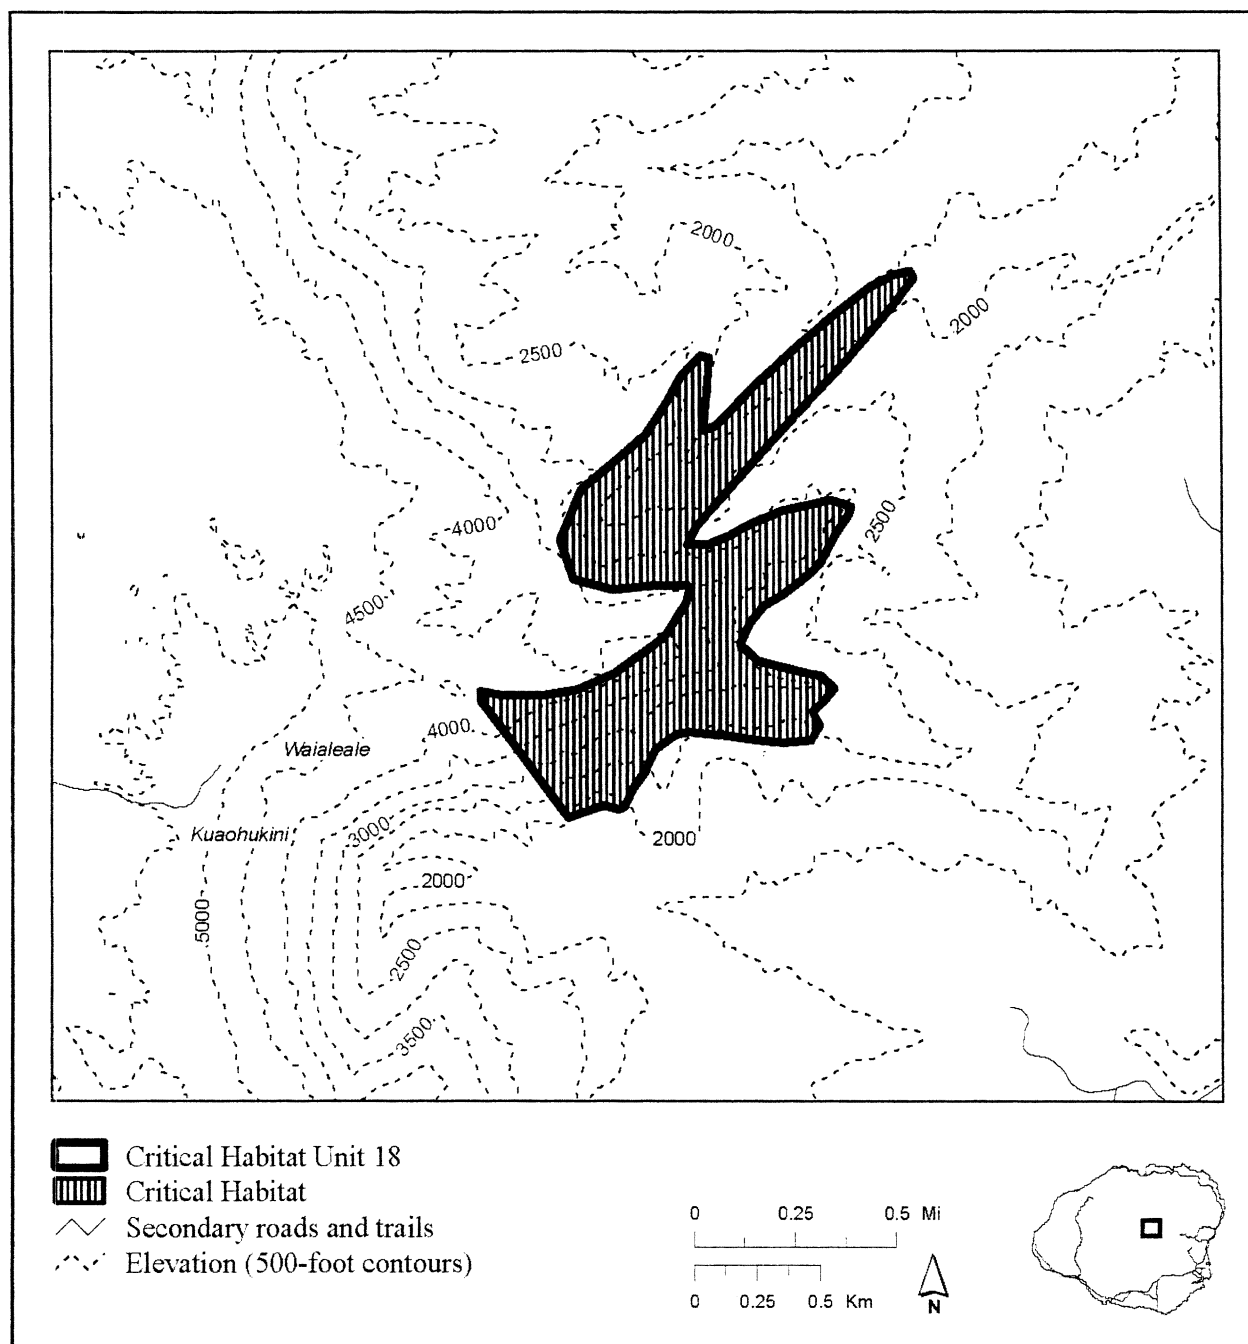 2000
2000
2500
4000
2500
4500
4000
Waialeale
3000
Kuaohukini
2000
2000
5000
2500
3500
Critical Habitat Unit 18
Critical Habitat
Secondary roads and trails
Elevation (500-foot contours)
0 0.25 0.5 Mi
0 0.25 0.5 Km
N